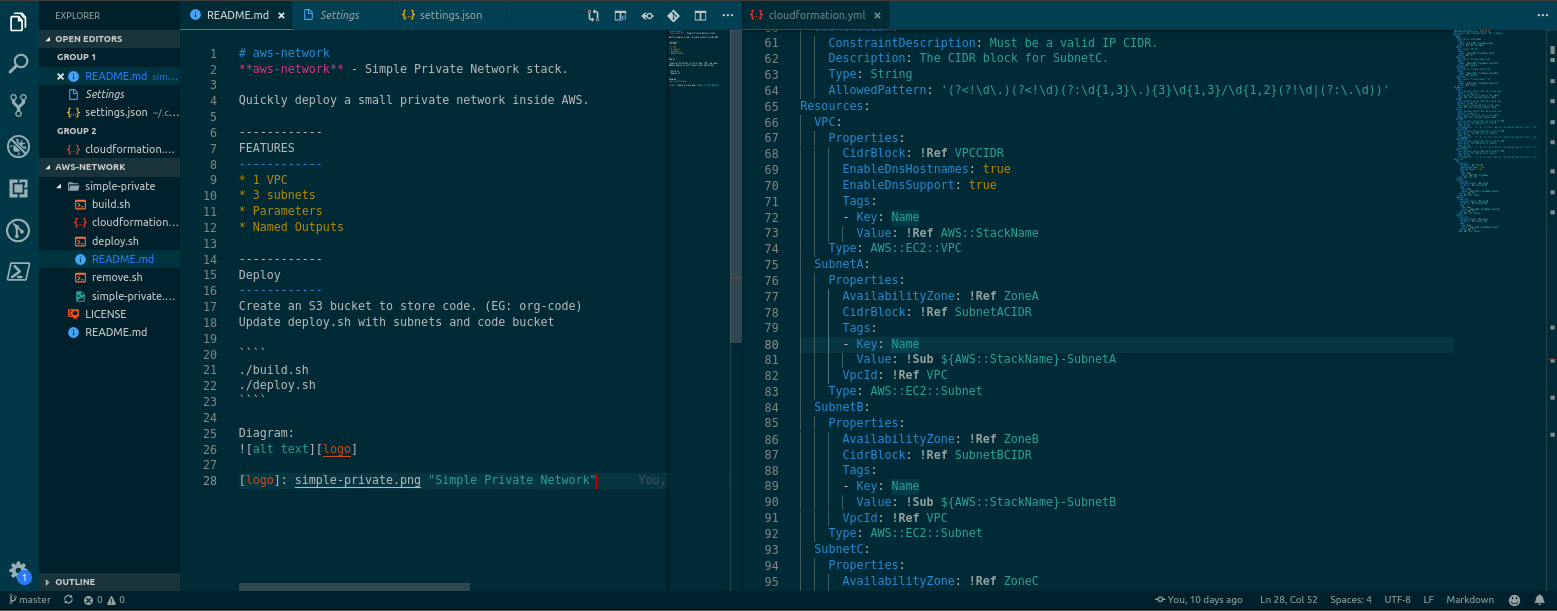 EXPLORER
OPEN EDITORS
GROUP 1
README.md sim...
Settings
settings.json ~/.c...
GROUP 2
cloudformation....
AWS-NETWORK
simple-private
build.sh
cloudformation...
deploy.sh
README.md
remove.sh
simple-private....
LICENSE
README.md
OUTLINE
README.md
Settings
settings.json
1 # aws-network
2 **aws-network** - Simple Private Network stack.
3
4 Quickly deploy a small private network inside AWS.
5
6 ------------
7 FEATURES
8 ------------
9 * 1 VPC
10 * 3 subnets
11 * Parameters
12 * Named Outputs
13
14 ------------
15 Deploy
16 ------------
17 Create an S3 bucket to store code. (EG: org-code)
18 Update deploy.sh with subnets and code bucket
19
20 ````
21 ./build.sh
22 ./deploy.sh
23 ````
24
25 Diagram:
26 ![alt text][logo]
27
28 [logo]: simple-private.png "Simple Private Network" You,
cloudformation.yml
61 ConstraintDescription: Must be a valid IP CIDR.
62 Description: The CIDR block for SubnetC.
63 Type: String
64 AllowedPattern: '(?<!\d\.)(?<!\d)(?:\d{1,3}\.){3}\d{1,3}/\d{1,2}(?!\d|(?:\.\d))'
65 Resources:
66 VPC:
67 Properties:
68 CidrBlock: !Ref VPCCIDR
69 EnableDnsHostnames: true
70 EnableDnsSupport: true
71 Tags:
72 - Key: Name
73 Value: !Ref AWS::StackName
74 Type: AWS::EC2::VPC
75 SubnetA:
76 Properties:
77 AvailabilityZone: !Ref ZoneA
78 CidrBlock: !Ref SubnetACIDR
79 Tags:
80 - Key: Name
81 Value: !Sub ${AWS::StackName}-SubnetA
82 VpcId: !Ref VPC
83 Type: AWS::EC2::Subnet
84 SubnetB:
85 Properties:
86 AvailabilityZone: !Ref ZoneB
87 CidrBlock: !Ref SubnetBCIDR
88 Tags:
89 - Key: Name
90 Value: !Sub ${AWS::StackName}-SubnetB
91 VpcId: !Ref VPC
92 Type: AWS::EC2::Subnet
93 SubnetC:
94 Properties:
95 AvailabilityZone: !Ref ZoneC
1
master 0 0 You, 10 days ago Ln 28, Col 52 Spaces: 4 UTF-8 LF Markdown